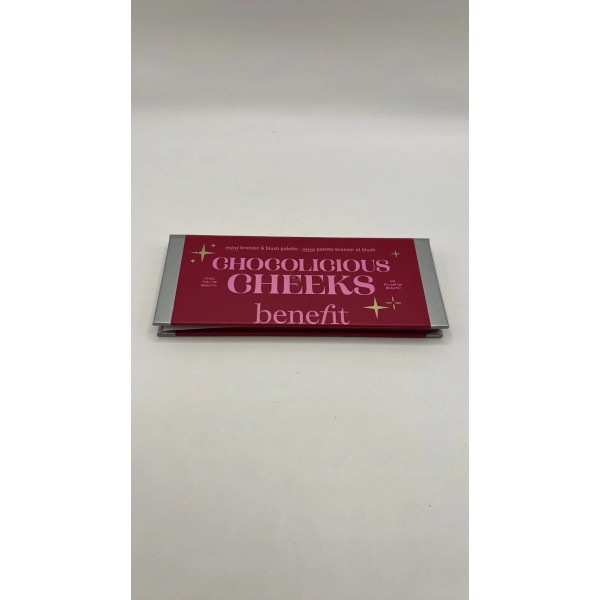 mini bronzer & blush palette · mini palette bronzer et blush
CHOCOLICIOUS
CHEEKS
benefit